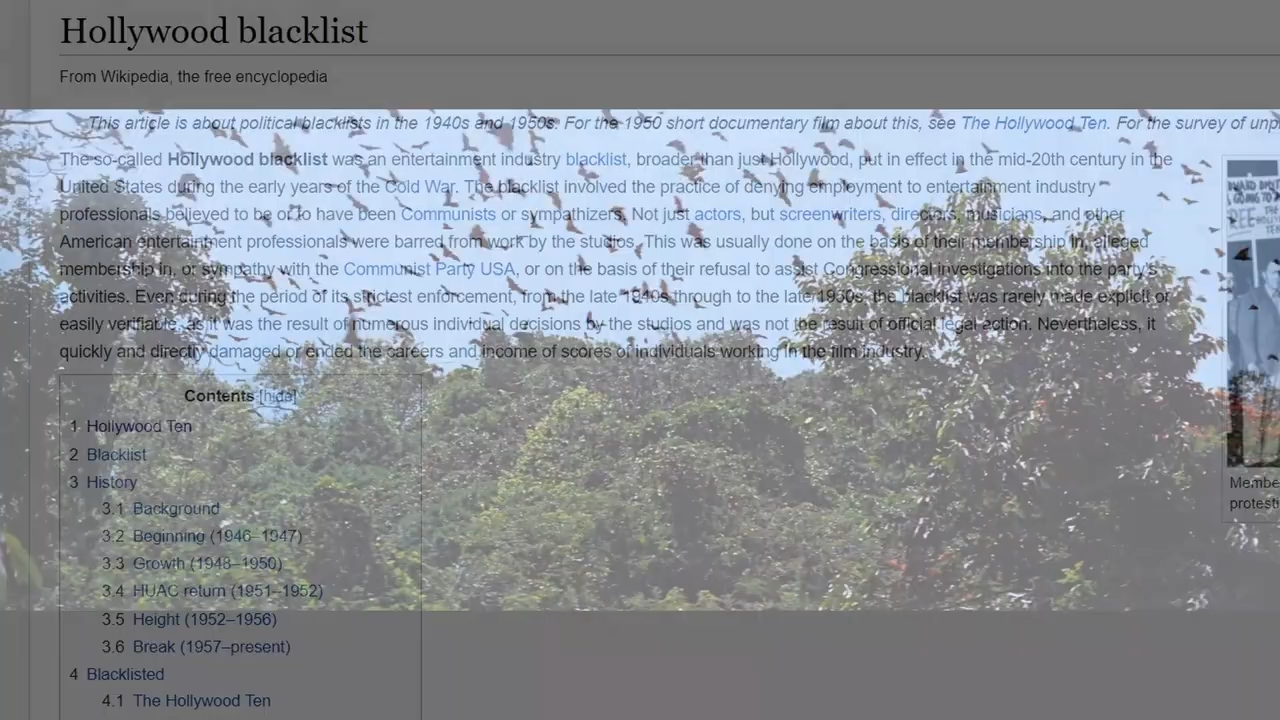 Hollywood blacklist
From Wikipedia, the free encyclopedia
This article is about political blacklists in the 1940s and 1950s. For the 1950 short documentary film about this, see The Hollywood Ten. For the survey of
The so-called Hollywood blacklist was an entertainment industry blacklist, broader than just Hollywood, put in effect in the mid-20th century in the
United States during the early years of the Cold War. The blacklist involved the practice of denying employment to entertainment industry
professionals believed to be or to have been Communists or sympathizers. Not just actors, but screenwriters, directors, musicians, and other
American entertainment professionals were barred from work by the studios. This was usually done on the basis of their membership in, alleged
membership in, or sympathy with the Communist Party USA, or on the basis of their refusal to assist Congressional investigations into the party's
activities. Even during the period of its strictest enforcement, from the late 1940s through to the late 1950s, the blacklist was rarely made explicit or
easily verifiable, as it was the result of numerous individual decisions by the studios and was not the result of official legal action. Nevertheless, it
quickly and directly damaged or ended the careers and income of scores of individuals working in the film industry.
Contents [hide]
1 Hollywood Ten
2 Blacklist
3 History
3.1 Background
3.2 Beginning (1946–1947)
3.3 Growth (1948–1950)
3.4 HUAC return (1951–1952)
3.5 Height (1952–1956)
3.6 Break (1957–present)
4 Blacklisted
4.1 The Hollywood Ten
Membe
protesti